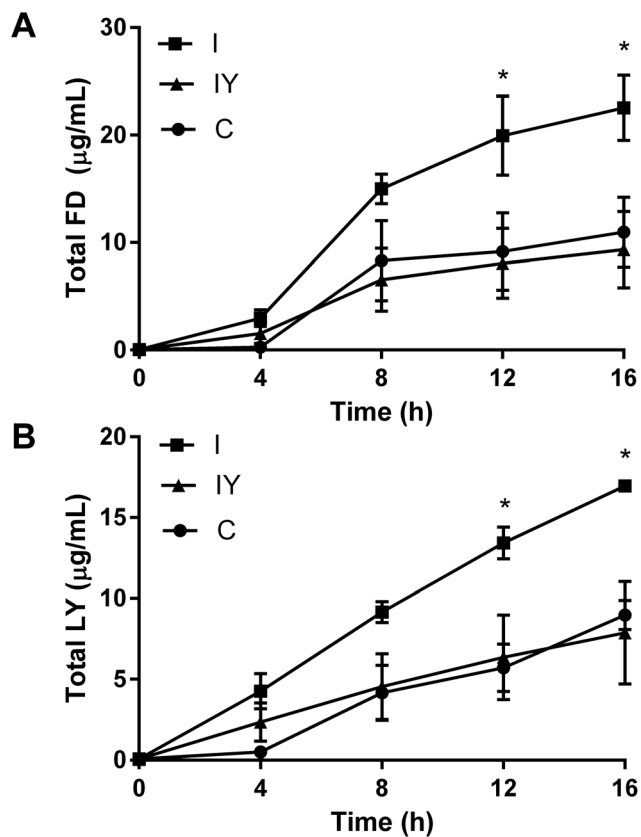 A
30
20
10
0
Total FD (μg/mL)
I
IY
C
*
*
0 4 8 12 16
Time (h)
B
20
15
10
5
0
Total LY (μg/mL)
I
IY
C
*
*
0 4 8 12 16
Time (h)